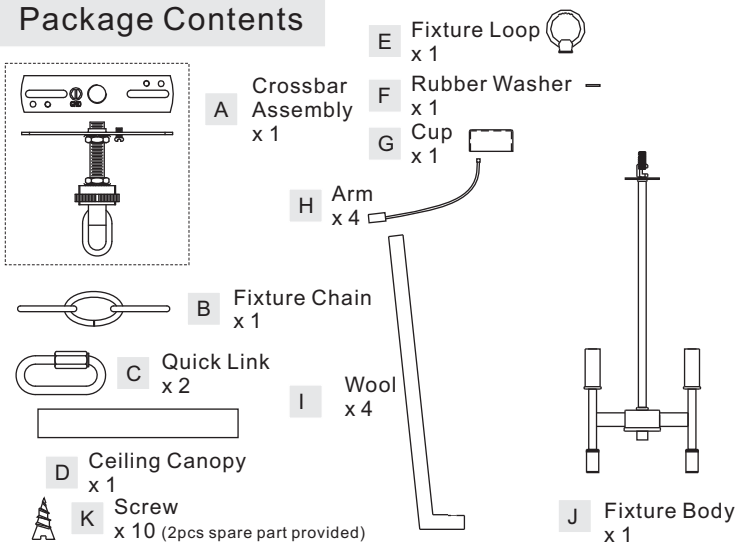 Package Contents
A
Crossbar
Assembly
x 1
B
Fixture Chain
x 1
C
Quick Link
x 2
D
Ceiling Canopy
x 1
K
Screw
x 10 (2pcs spare part provided)
E
Fixture Loop
x 1
F
Rubber Washer
x 1
G
Cup
x 1
H
Arm
x 4
I
Wool
x 4
J
Fixture Body
x 1